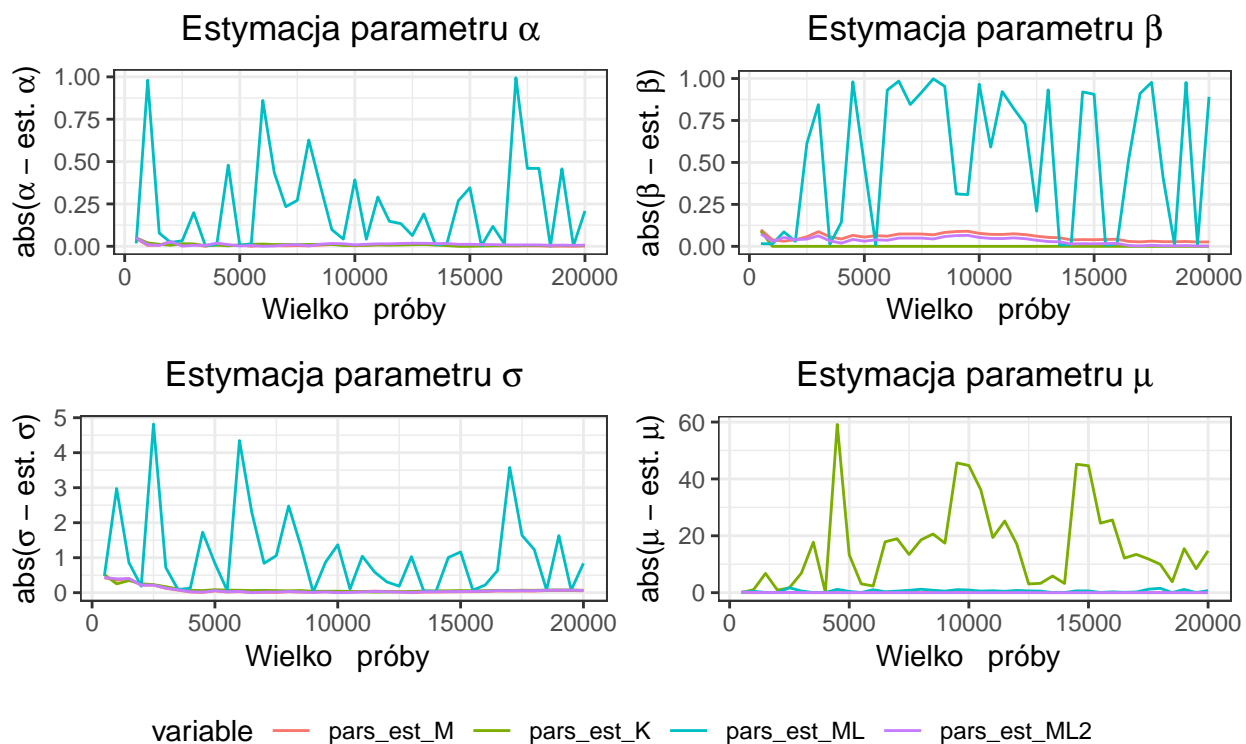 Estymacja parametru α
abs(α − est. α)
1.00
0.75
0.50
0.25
0.00
0 5000 10000 15000 20000
Wielko próby
Estymacja parametru β
abs(β − est. β)
1.00
0.75
0.50
0.25
0.00
0 5000 10000 15000 20000
Wielko próby
Estymacja parametru σ
abs(σ − est. σ)
5
4
3
2
1
0
0 5000 10000 15000 20000
Wielko próby
Estymacja parametru μ
abs(μ − est. μ)
60
40
20
0
0 5000 10000 15000 20000
Wielko próby
variable pars_est_M pars_est_K pars_est_ML pars_est_ML2